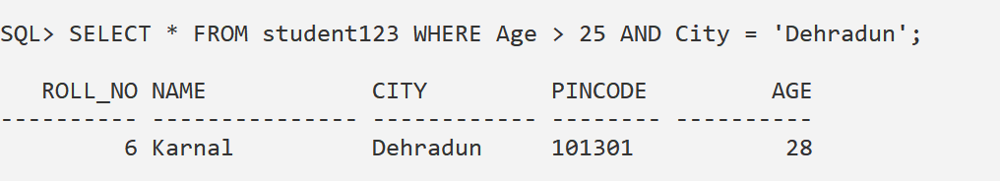 SQL> SELECT * FROM student123 WHERE Age > 25 AND City = 'Dehradun';
   ROLL_NO NAME            CITY         PINCODE         AGE
---------- --------------- ------------ -------- ----------
         6 Karnal          Dehradun     101301           28